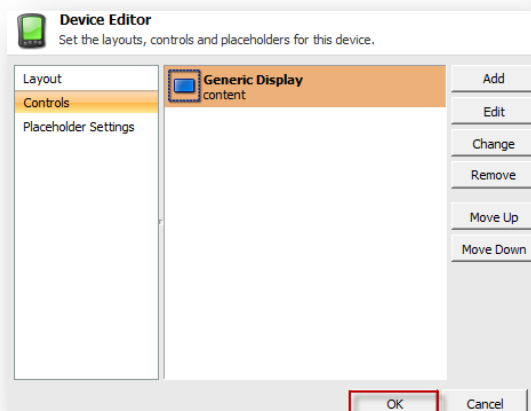 Device Editor
Set the layouts, controls and placeholders for this device.
Layout
Controls
Placeholder Settings
Generic Display
content
Add
Edit
Change
Remove
Move Up
Move Down
OK
Cancel